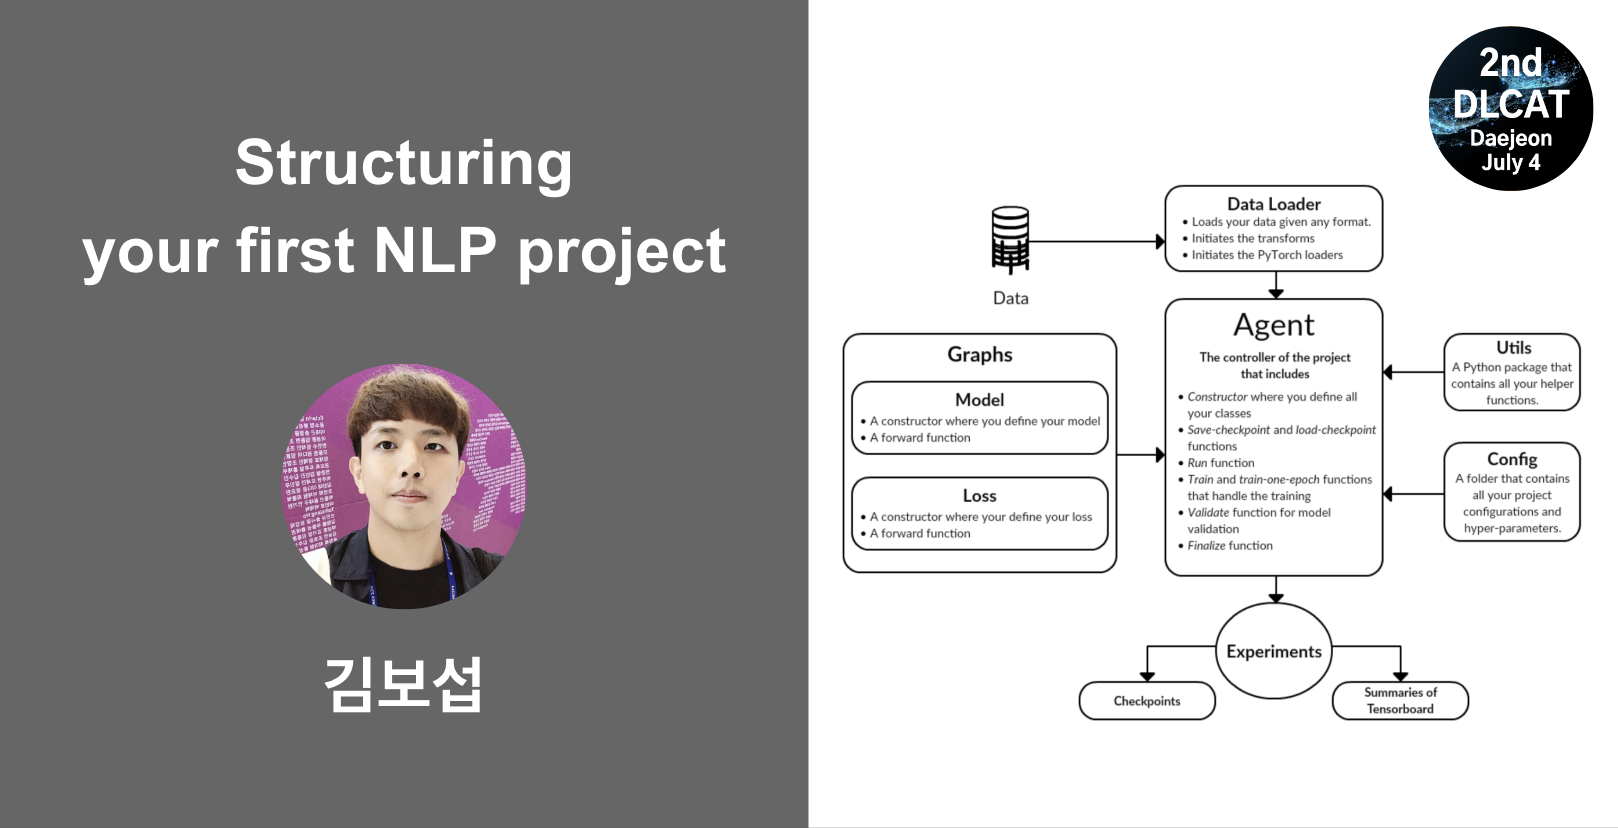 Structuring
your first NLP project
김보섭
2nd
DLCAT
Daejeon
July 4
Data
Data Loader
• Loads your data given any format.
• Initiates the transforms
• Initiates the PyTorch loaders
Graphs
Model
• A constructor where you define your model
• A forward function
Loss
• A constructor where your define your loss
• A forward function
Agent
The controller of the project
that includes
• Constructor where you define all
your classes
• Save-checkpoint and load-checkpoint
functions
• Run function
• Train and train-one-epoch functions
that handle the training
• Validate function for model
validation
• Finalize function
Utils
A Python package that
contains all your helper
functions.
Config
A folder that contains
all your project
configurations and
hyper-parameters.
Experiments
Checkpoints
Summaries of
Tensorboard